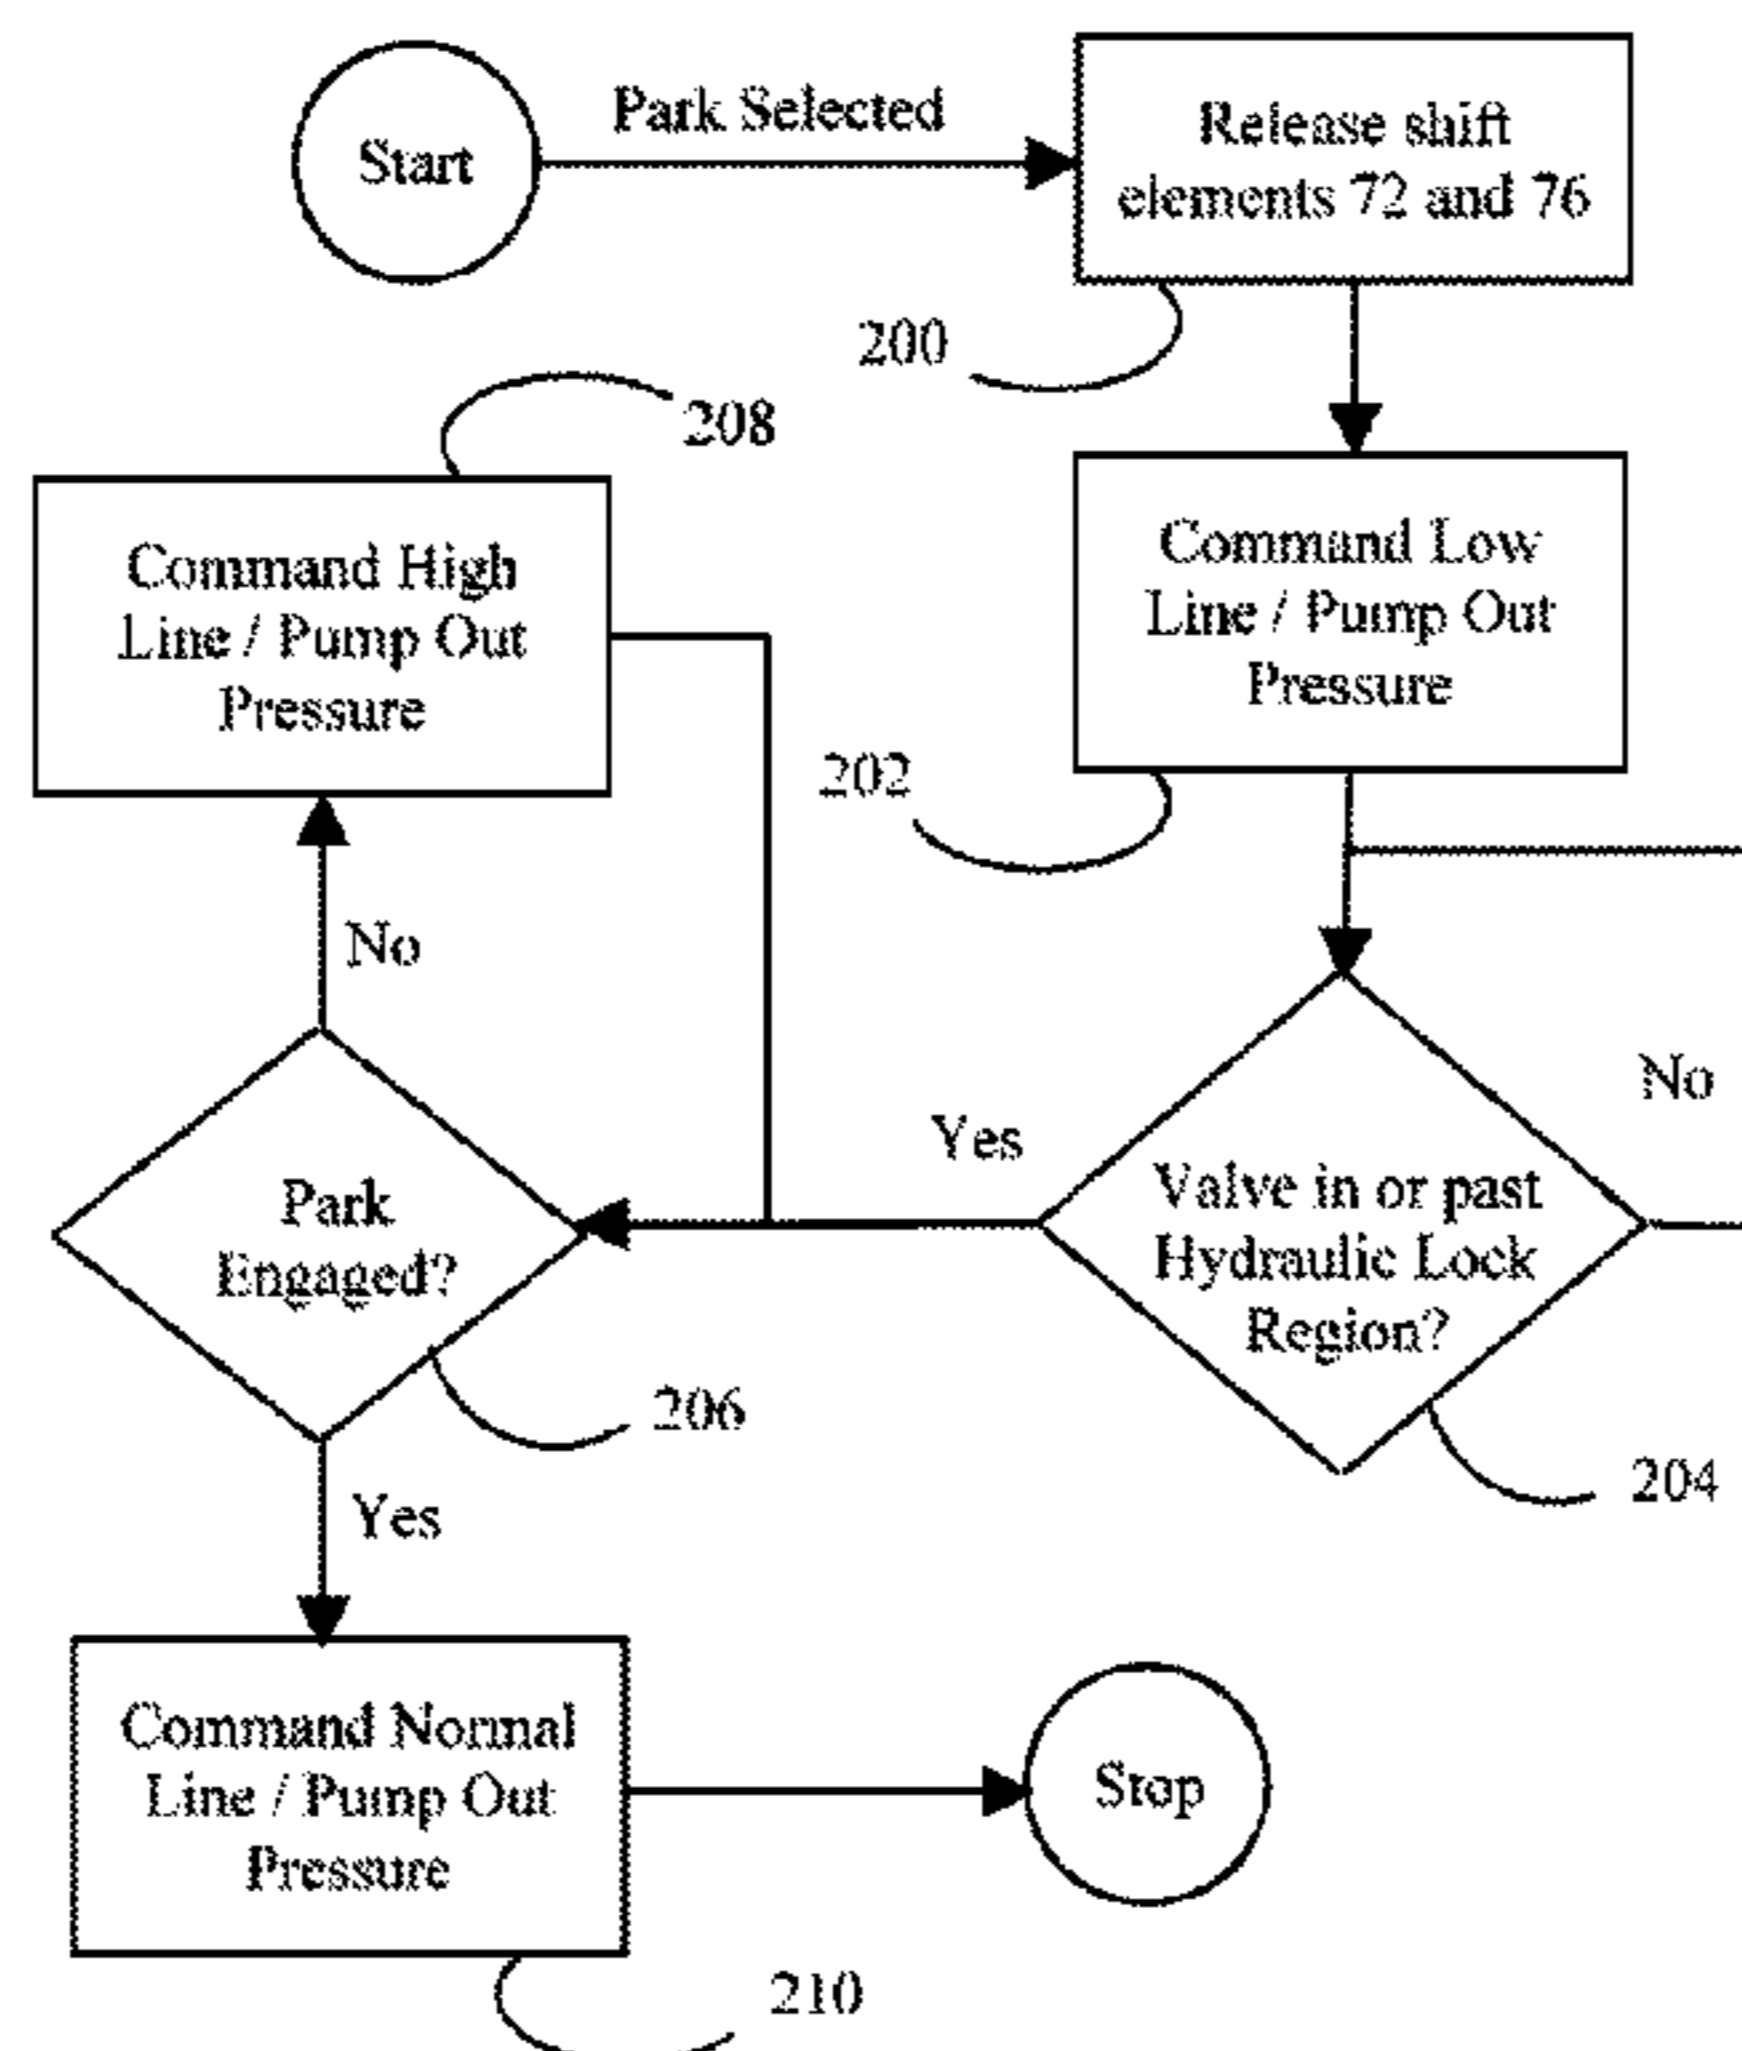 Start
Park Selected
Release shift
elements 72 and 76
200
208
Command High
Line / Pump Out
Pressure
Command Low
Line / Pump Out
Pressure
202
No
Park
Engaged?
Yes
Valve in or past
Hydraulic Lock
Region?
No
206
204
Yes
Command Normal
Line / Pump Out
Pressure
Stop
210